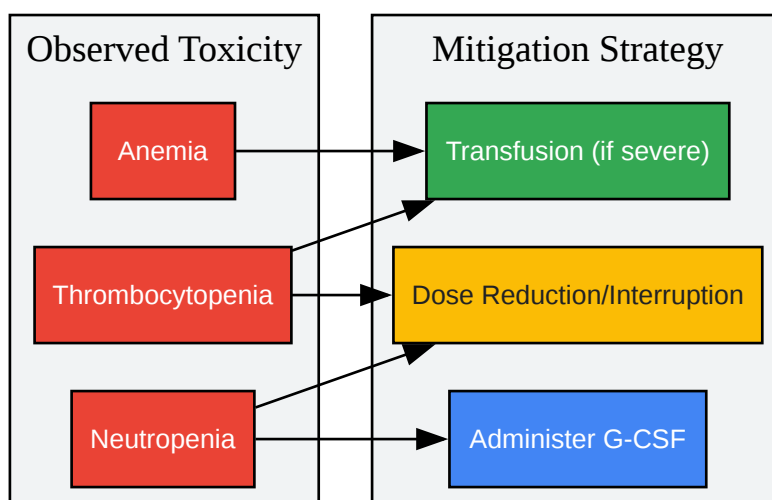 Observed Toxicity
Mitigation Strategy
Anemia
Transfusion (if severe)
Thrombocytopenia
Dose Reduction/Interruption
Neutropenia
Administer G-CSF